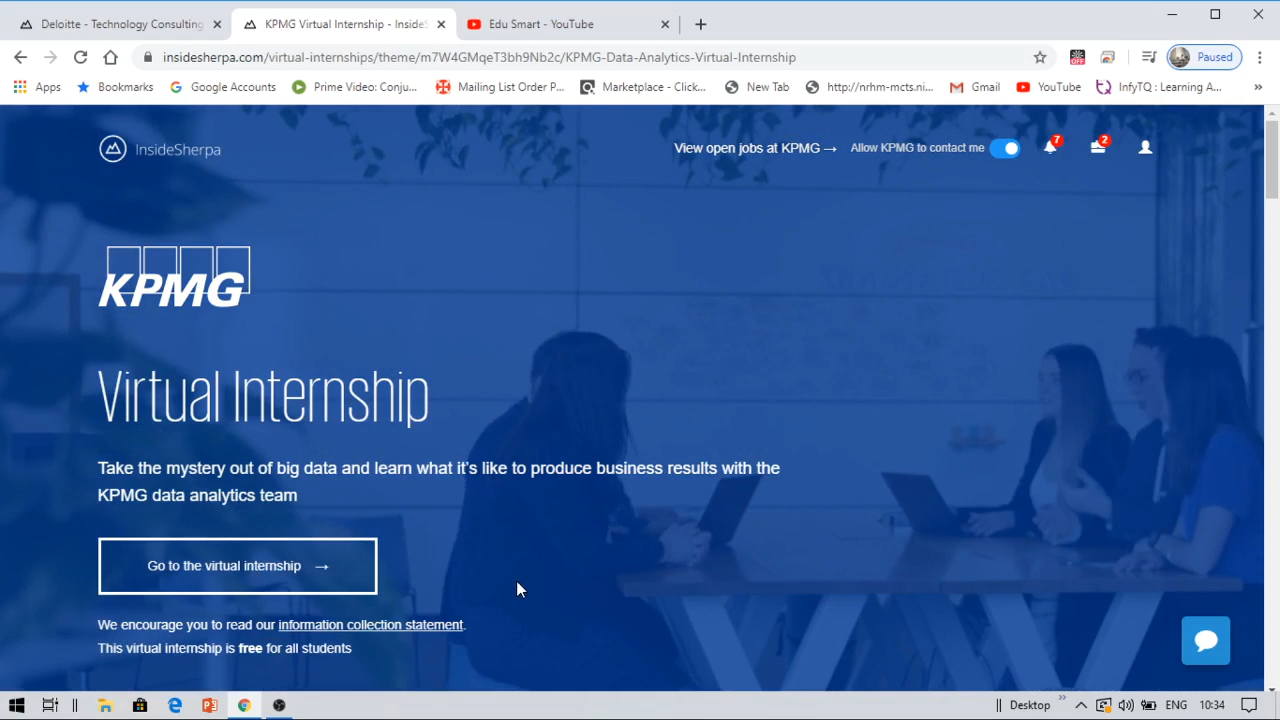 Deloitte - Technology Consulting
KPMG Virtual Internship - InsideS
Edu Smart - YouTube
insidesherpa.com/virtual-internships/theme/m7W4GMqeT3bh9Nb2c/KPMG-Data-Analytics-Virtual-Internship
OFF
Paused
Apps
Bookmarks
Google Accounts
Prime Video: Conju...
Mailing List Order P...
Marketplace - Click...
New Tab
http://nrhm-mcts.ni...
Gmail
YouTube
InfyTQ : Learning A...
»
InsideSherpa
View open jobs at KPMG →
Allow KPMG to contact me
7
2
KPMG
Virtual Internship
Take the mystery out of big data and learn what it's like to produce business results with the
KPMG data analytics team
Go to the virtual internship →
We encourage you to read our information collection statement.
This virtual internship is free for all students
Desktop
»
ENG
10:34